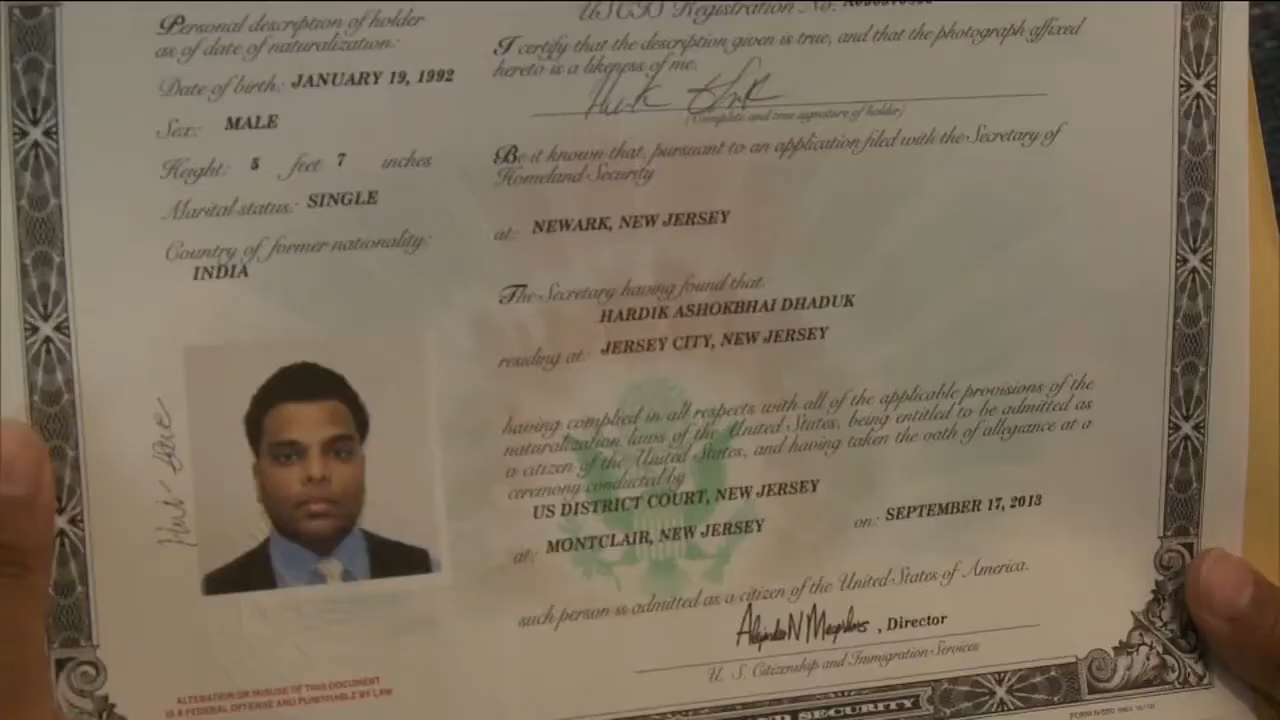 Personal description of holder
as of date of naturalization:
Date of birth: JANUARY 19, 1992
Sex: MALE
Height: 5 feet 7 inches
Marital status: SINGLE
Country of former nationality:
INDIA
USCIS Registration No.
I certify that the description given is true, and that the photograph affixed
hereto is a likeness of me.
(Complete and true signature of holder)
Be it known that, pursuant to an application filed with the Secretary of
Homeland Security
at: NEWARK, NEW JERSEY
The Secretary having found that:
HARDIK ASHOKBHAI DHADUK
residing at: JERSEY CITY, NEW JERSEY
having complied in all respects with all of the applicable provisions of the
naturalization laws of the United States, being entitled to be admitted as
a citizen of the United States, and having taken the oath of allegiance at a
ceremony conducted by
US DISTRICT COURT, NEW JERSEY
at: MONTCLAIR, NEW JERSEY on: SEPTEMBER 17, 2013
such person is admitted as a citizen of the United States of America.
, Director
U. S. Citizenship and Immigration Services
ALTERATION OR MISUSE OF THIS DOCUMENT
IS A FEDERAL OFFENSE AND PUNISHABLE BY LAW
SECURITY